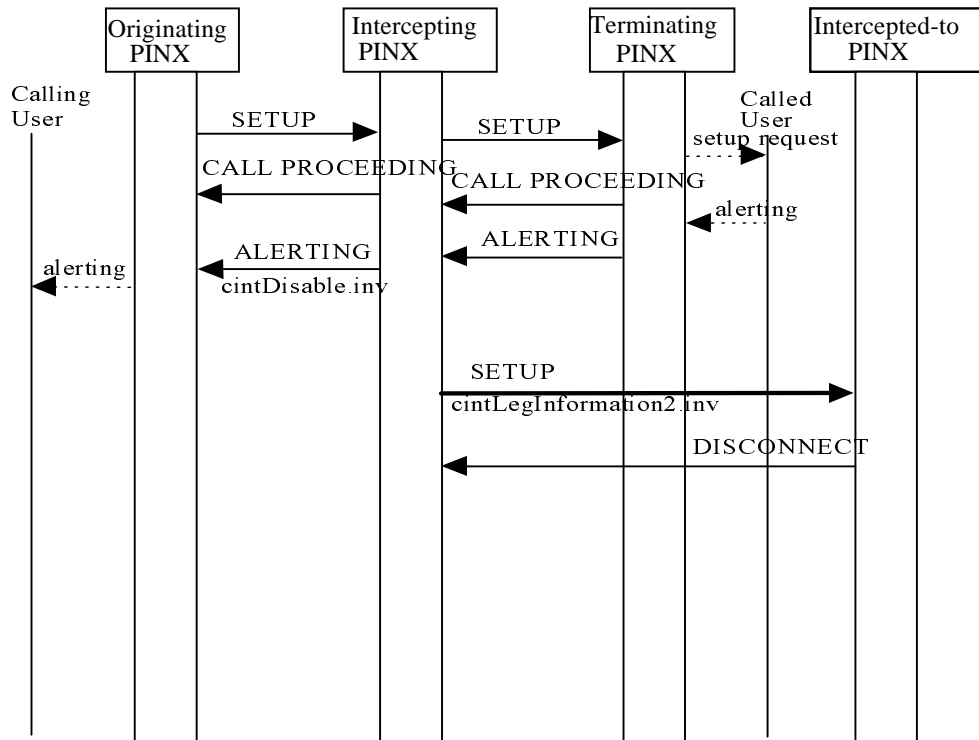 Originating
PINX
Intercepting
PINX
Terminating
PINX
Intercepted-to
PINX
Calling
User
Called
User
SETUP
SETUP
setup request
CALL PROCEEDING
CALL PROCEEDING
alerting
ALERTING
ALERTING
alerting
cintDisable.inv
SETUP
cintLegInformation2.inv
DISCONNECT